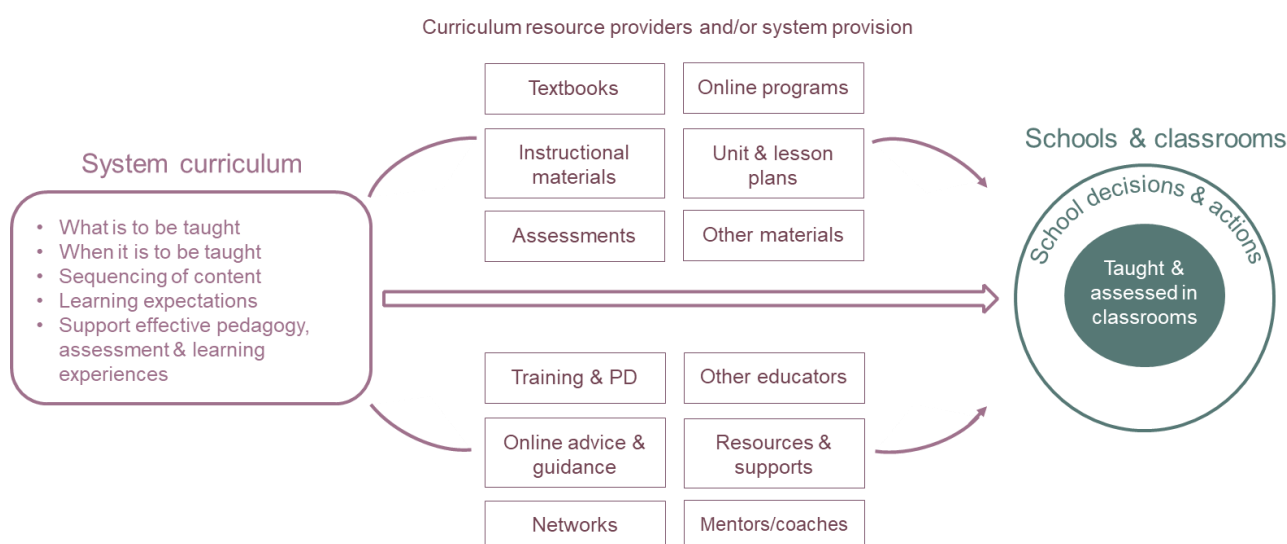 Curriculum resource providers and/or system provision
Textbooks
Online programs
Instructional
materials
Unit & lesson
plans
Assessments
Other materials
System curriculum
• What is to be taught
• When it is to be taught
• Sequencing of content
• Learning expectations
• Support effective pedagogy,
assessment & learning
experiences
Training & PD
Other educators
Online advice &
guidance
Resources &
supports
Networks
Mentors/coaches
Schools & classrooms
School decisions & actions
Taught &
assessed in
classrooms